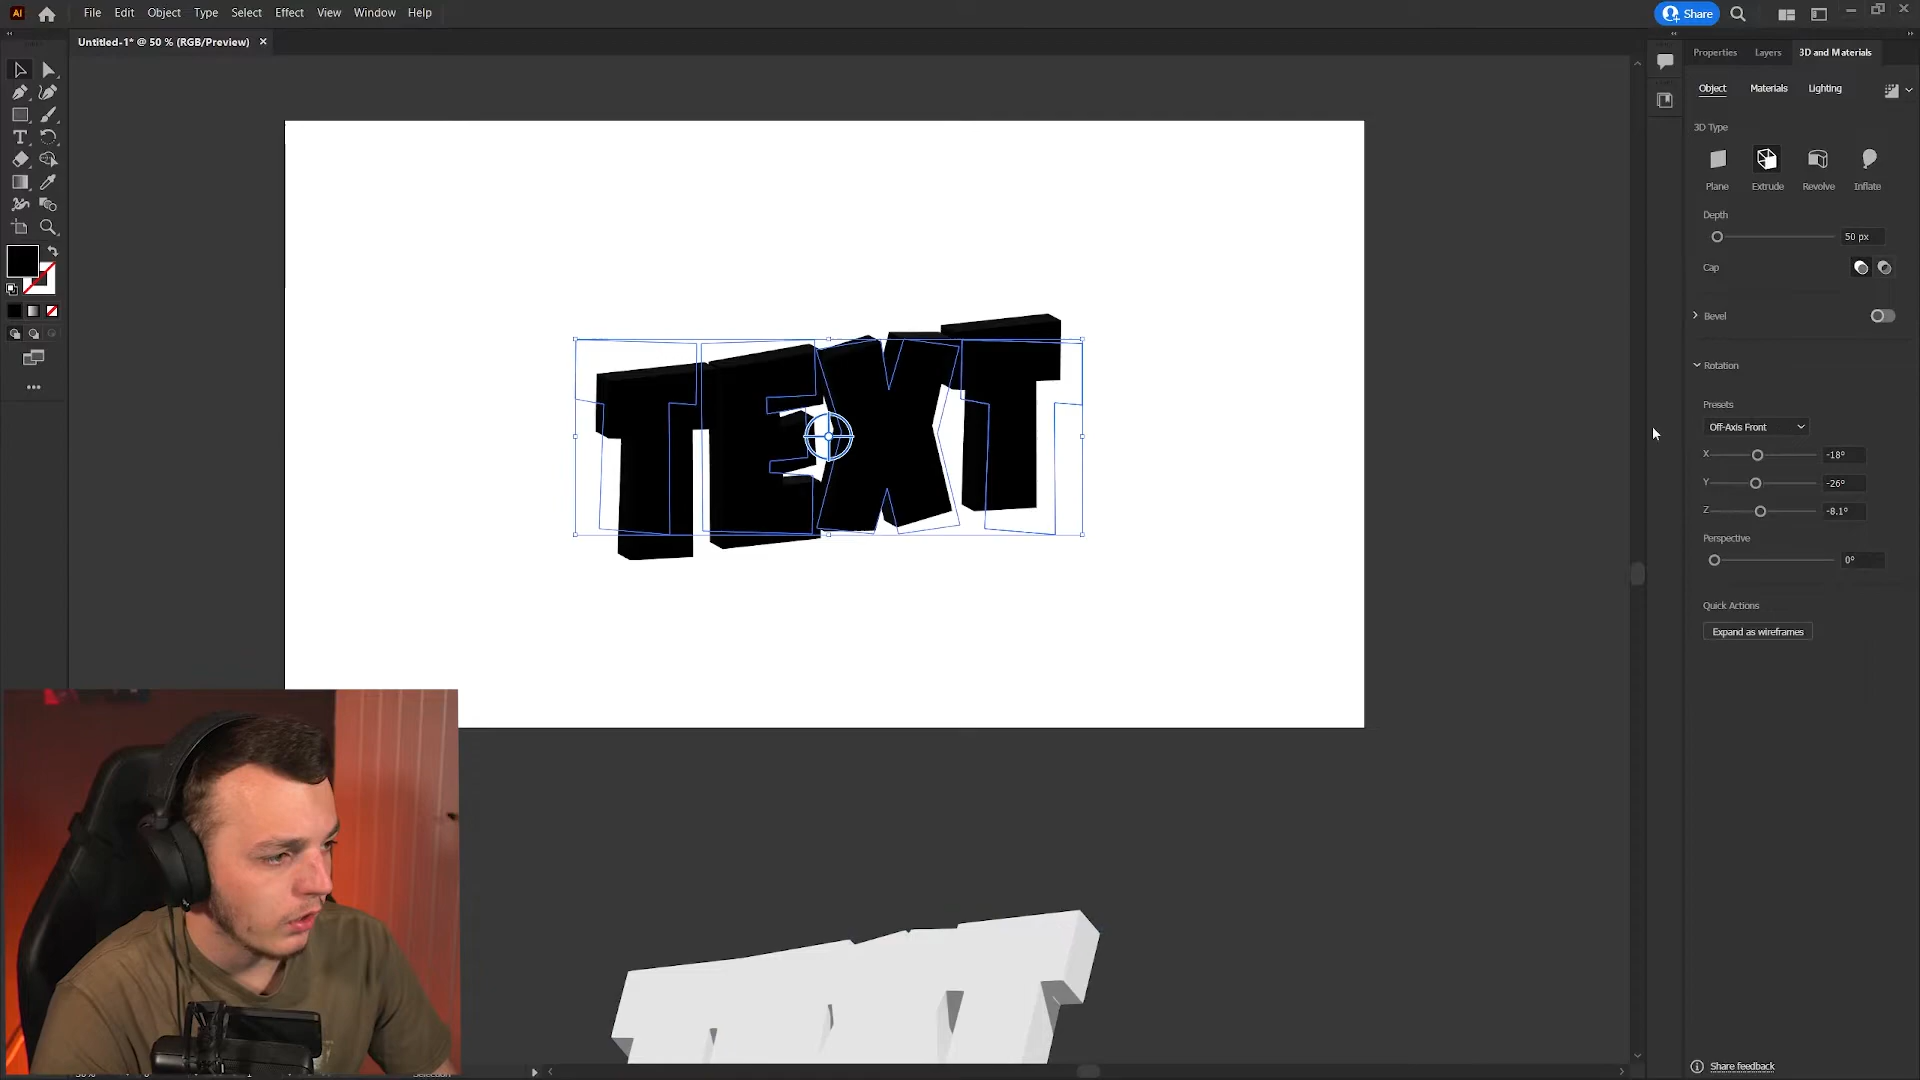 Ai File Edit Object Type Select Effect View Window Help Share
Untitled-1* @ 50 % (RGB/Preview) ×
Properties Layers 3D and Materials
Object Materials Lighting
3D Type
Plane Extrude Revolve Inflate
Depth
50 px
Cap
Bevel
Rotation
Presets
Off-Axis Front
X -18°
Y -26°
Z -8.1°
Perspective
0°
Quick Actions
Expand as wireframes
TEXT
Share feedback